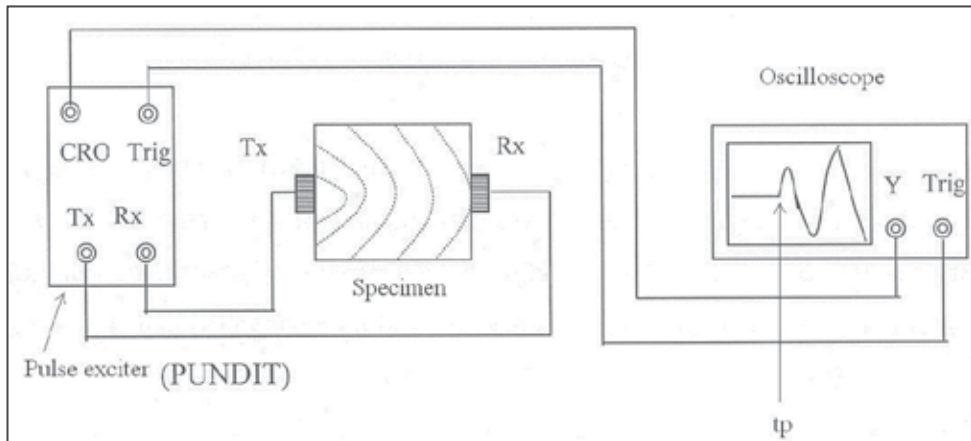 Oscilloscope
CRO Trig
Tx
Rx
Tx Rx
Y Trig
Specimen
Pulse exciter (PUNDIT)
tp